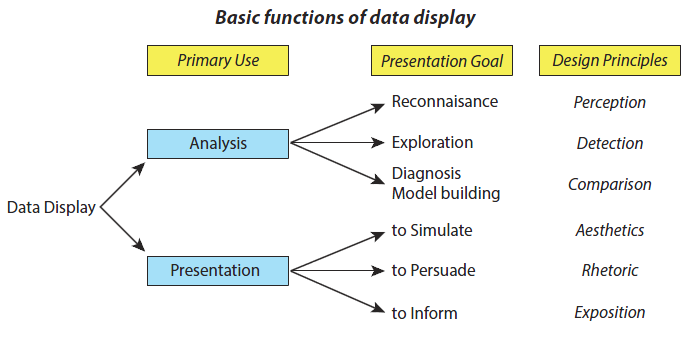 Basic functions of data display
Primary Use
Presentation Goal
Design Principles
Reconnaisance
Perception
Analysis
Exploration
Detection
Diagnosis
Model building
Comparison
Data Display
to Simulate
Aesthetics
Presentation
to Persuade
Rhetoric
to Inform
Exposition